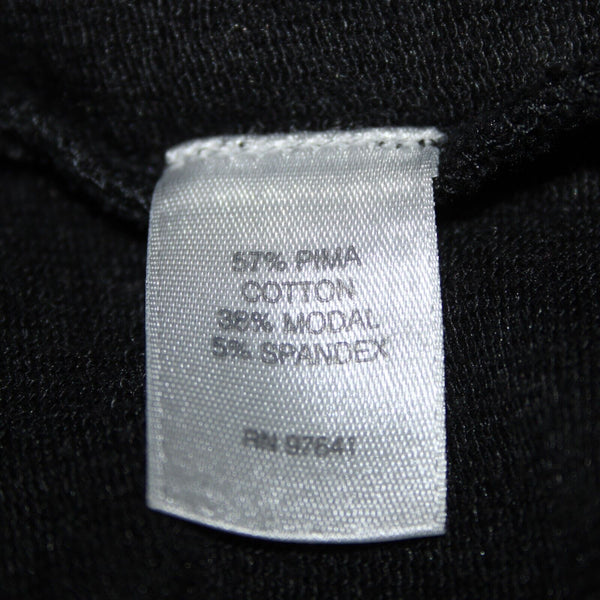 57% PIMA
COTTON
38% MODAL
5% SPANDEX
RN 97641